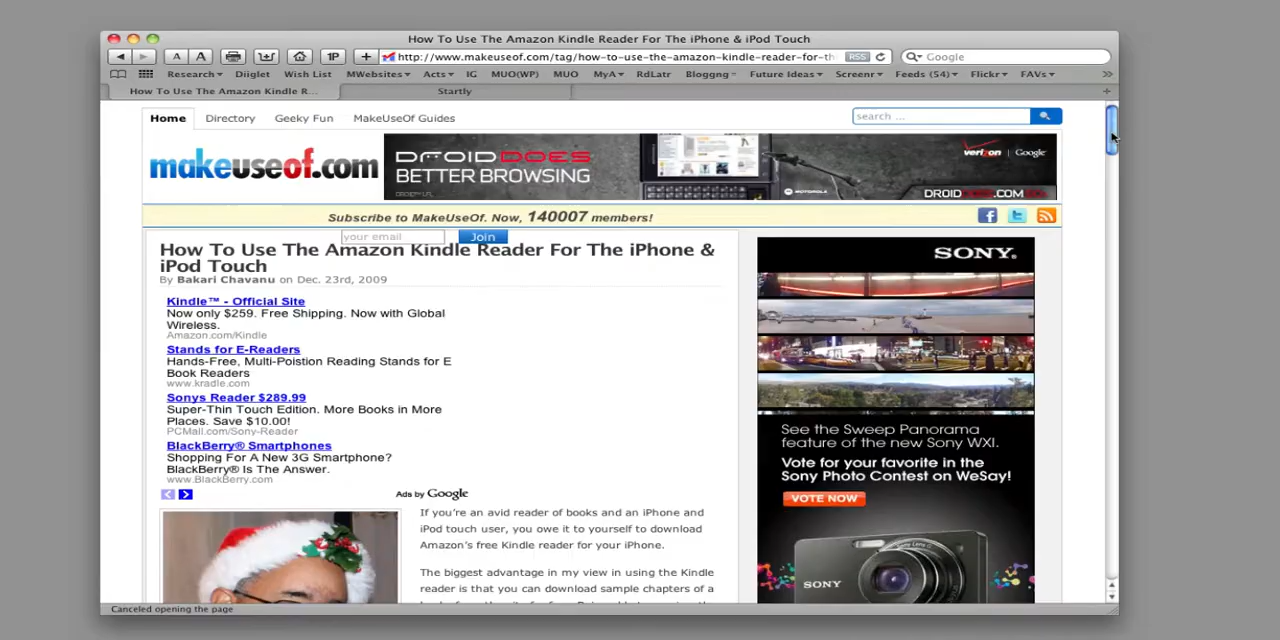 How To Use The Amazon Kindle Reader For The iPhone & iPod Touch
A A 1P + http://www.makeuseof.com/tag/how-to-use-the-amazon-kindle-reader-for-th RSS Google
Research Diiglet Wish List MWebsites Acts IG MUO(WP) MUO MyA RdLatr Bloggng Future Ideas Screenr Feeds (54) Flickr FAVs »
How To Use The Amazon Kindle R... Startly +
Home Directory Geeky Fun MakeUseOf Guides search ...
makeuseof.com
DROID DOES
BETTER BROWSING
verizon Google
MOTOROLA
DROIDDOES.COM
Subscribe to MakeUseOf. Now, 140007 members!
your email Join
How To Use The Amazon Kindle Reader For The iPhone &
iPod Touch
By Bakari Chavanu on Dec. 23rd, 2009
Kindle™ - Official Site
Now only $259. Free Shipping. Now with Global
Wireless.
Amazon.com/Kindle
Stands for E-Readers
Hands-Free, Multi-Poistion Reading Stands for E
Book Readers
www.kradle.com
Sonys Reader $289.99
Super-Thin Touch Edition. More Books in More
Places. Save $10.00!
PCMall.com/Sony-Reader
BlackBerry® Smartphones
Shopping For A New 3G Smartphone?
BlackBerry® Is The Answer.
www.BlackBerry.com
Ads by Google
If you're an avid reader of books and an iPhone and
iPod touch user, you owe it to yourself to download
Amazon's free Kindle reader for your iPhone.
The biggest advantage in my view in using the Kindle
reader is that you can download sample chapters of a
SONY.
See the Sweep Panorama
feature of the new Sony WX1.
Vote for your favorite in the
Sony Photo Contest on WeSay!
VOTE NOW
SONY
Canceled opening the page